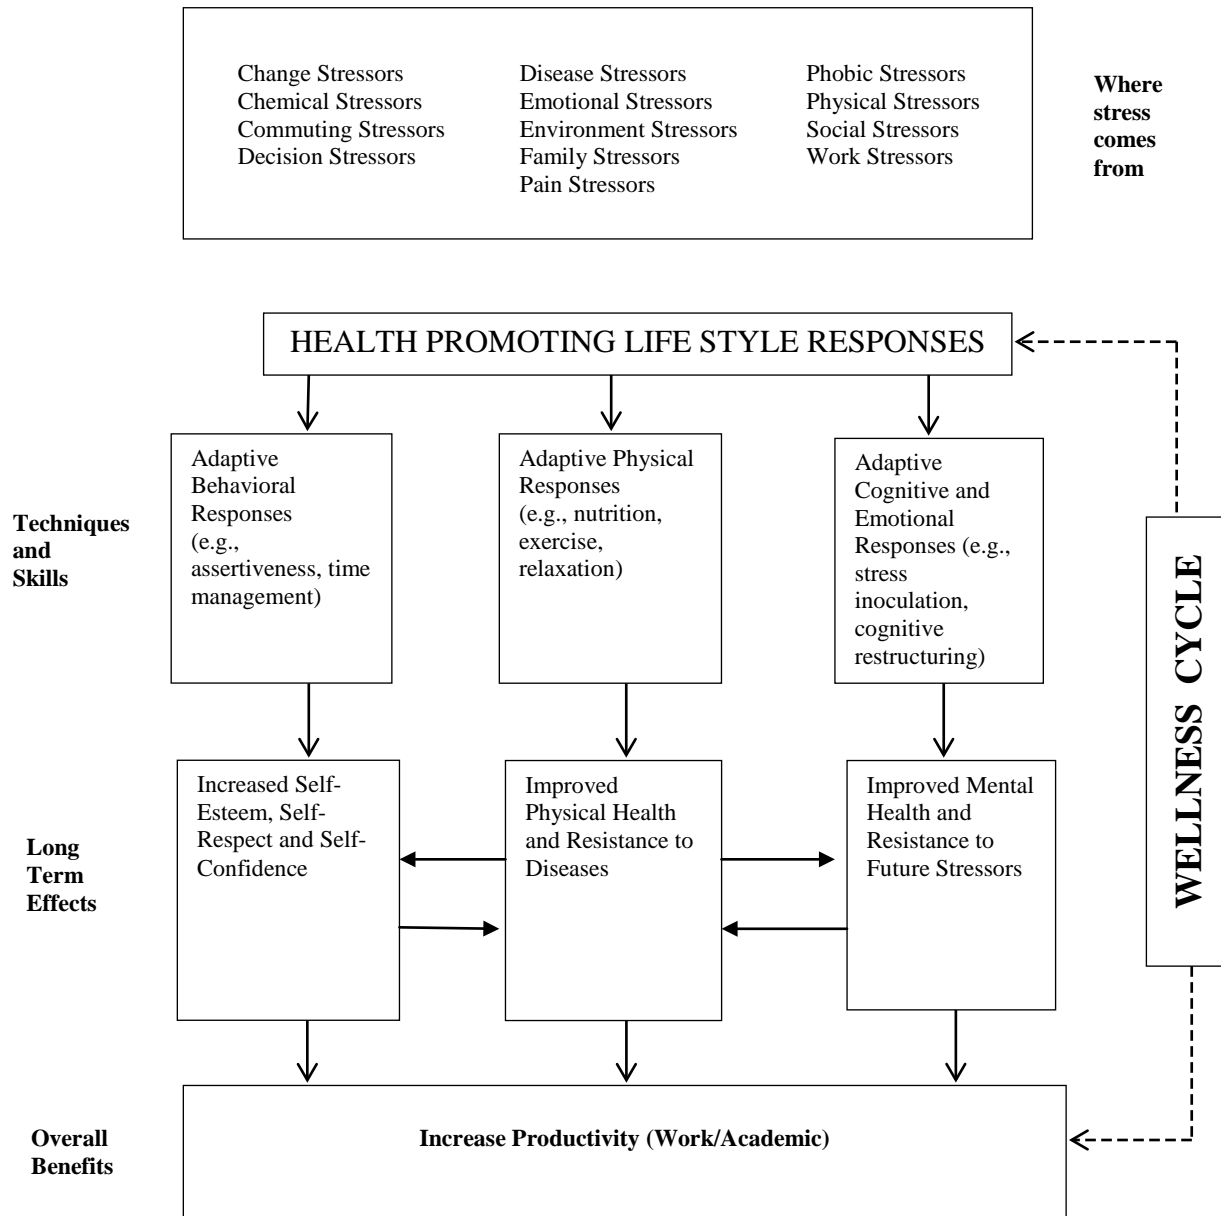 Change Stressors
Chemical Stressors
Commuting Stressors
Decision Stressors
Disease Stressors
Emotional Stressors
Environment Stressors
Family Stressors
Pain Stressors
Phobic Stressors
Physical Stressors
Social Stressors
Work Stressors
Where
stress
comes
from
HEALTH PROMOTING LIFE STYLE RESPONSES
Techniques
and
Skills
Adaptive
Behavioral
Responses
(e.g.,
assertiveness, time
management)
Adaptive Physical
Responses
(e.g., nutrition,
exercise,
relaxation)
Adaptive
Cognitive and
Emotional
Responses (e.g.,
stress
inoculation,
cognitive
restructuring)
WELLNESS CYCLE
Long
Term
Effects
Increased Self-
Esteem, Self-
Respect and Self-
Confidence
Improved
Physical Health
and Resistance to
Diseases
Improved Mental
Health and
Resistance to
Future Stressors
Overall
Benefits
Increase Productivity (Work/Academic)